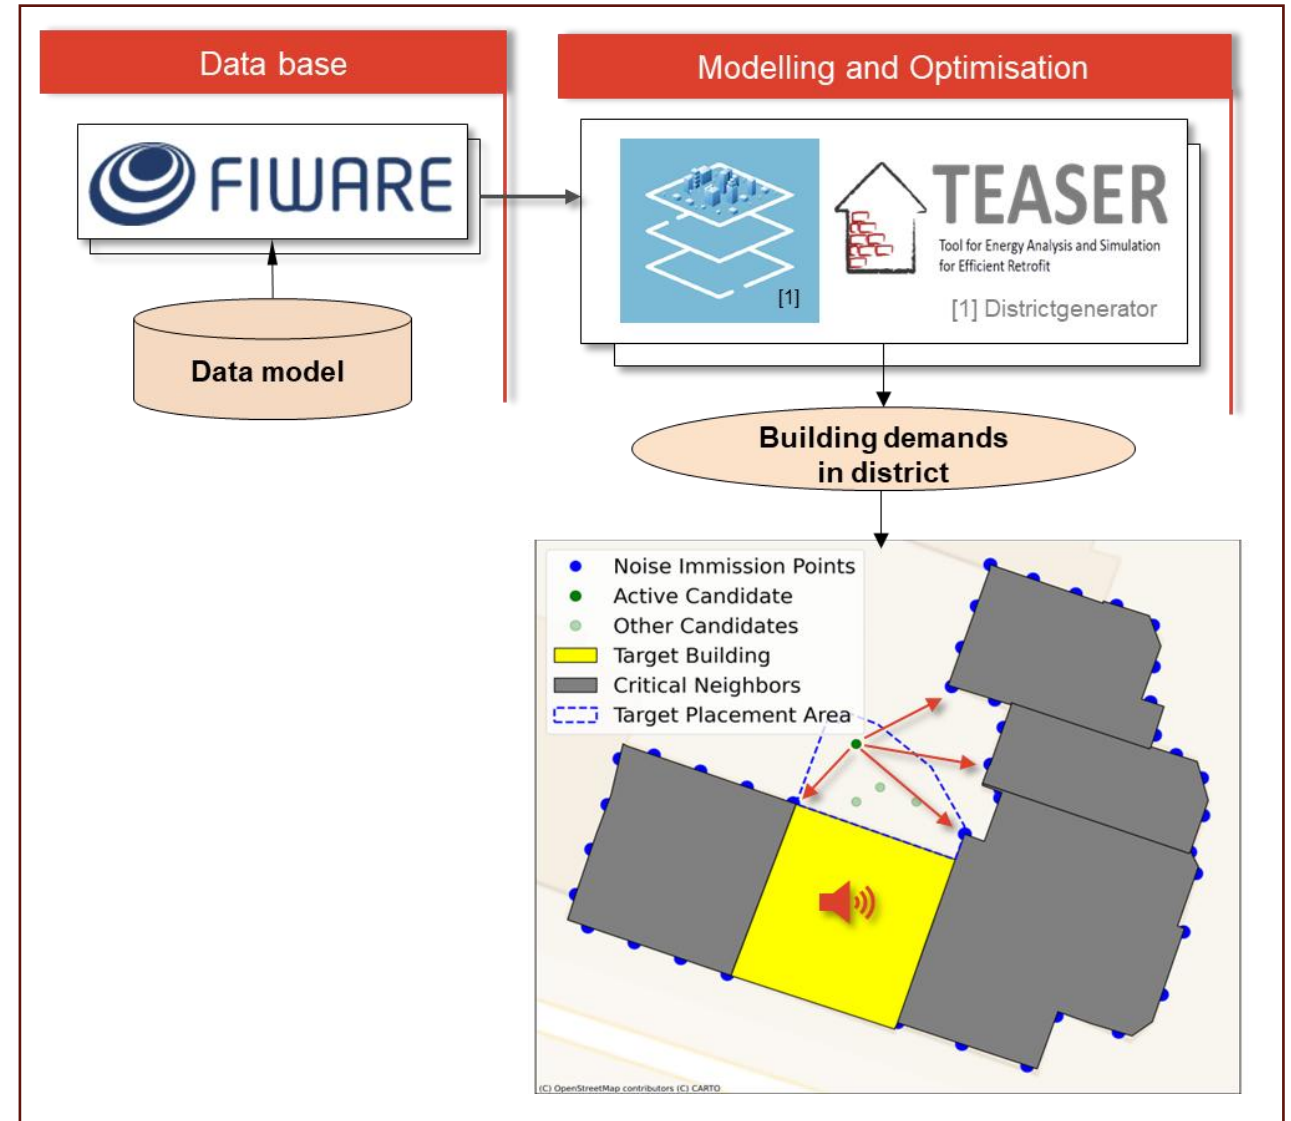 Data base
Modelling and Optimisation
FIWARE
[1]
TEASER
Tool for Energy Analysis and Simulation
for Efficient Retrofit
[1] Districtgenerator
Data model
Building demands
in district
Noise Immission Points
Active Candidate
Other Candidates
Target Building
Critical Neighbors
Target Placement Area
(C) OpenStreetMap contributors (C) CARTO